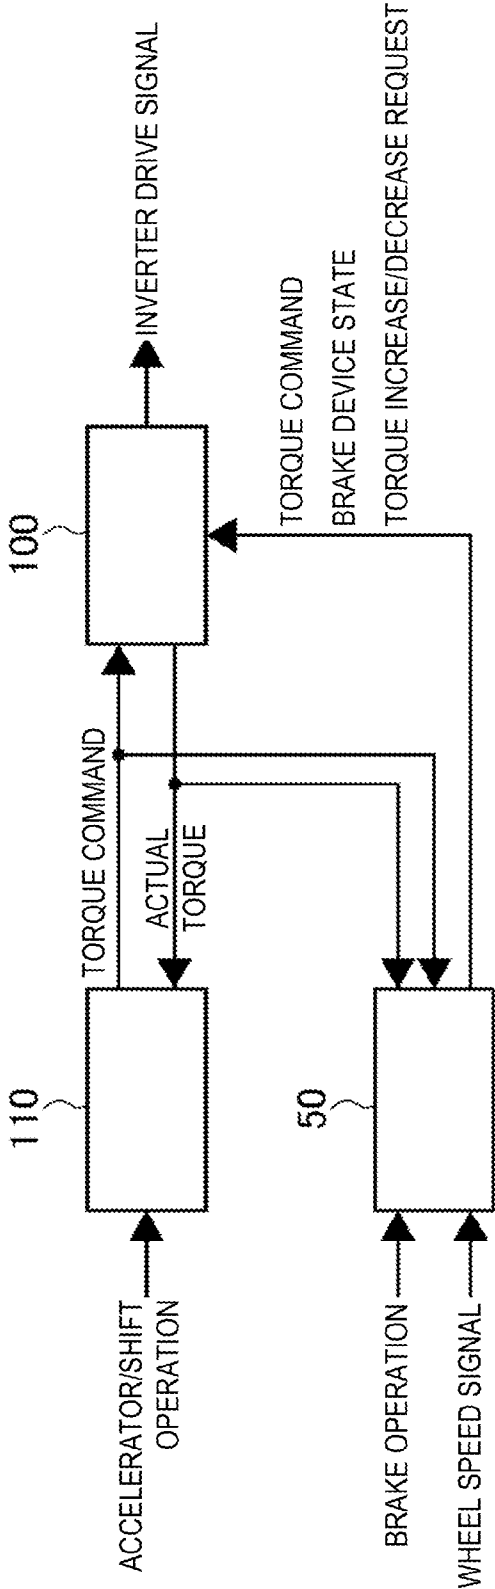 110
100
ACCELERATOR/SHIFT
OPERATION
TORQUE COMMAND
ACTUAL
TORQUE
INVERTER DRIVE SIGNAL
50
BRAKE OPERATION
WHEEL SPEED SIGNAL
TORQUE COMMAND
BRAKE DEVICE STATE
TORQUE INCREASE/DECREASE REQUEST